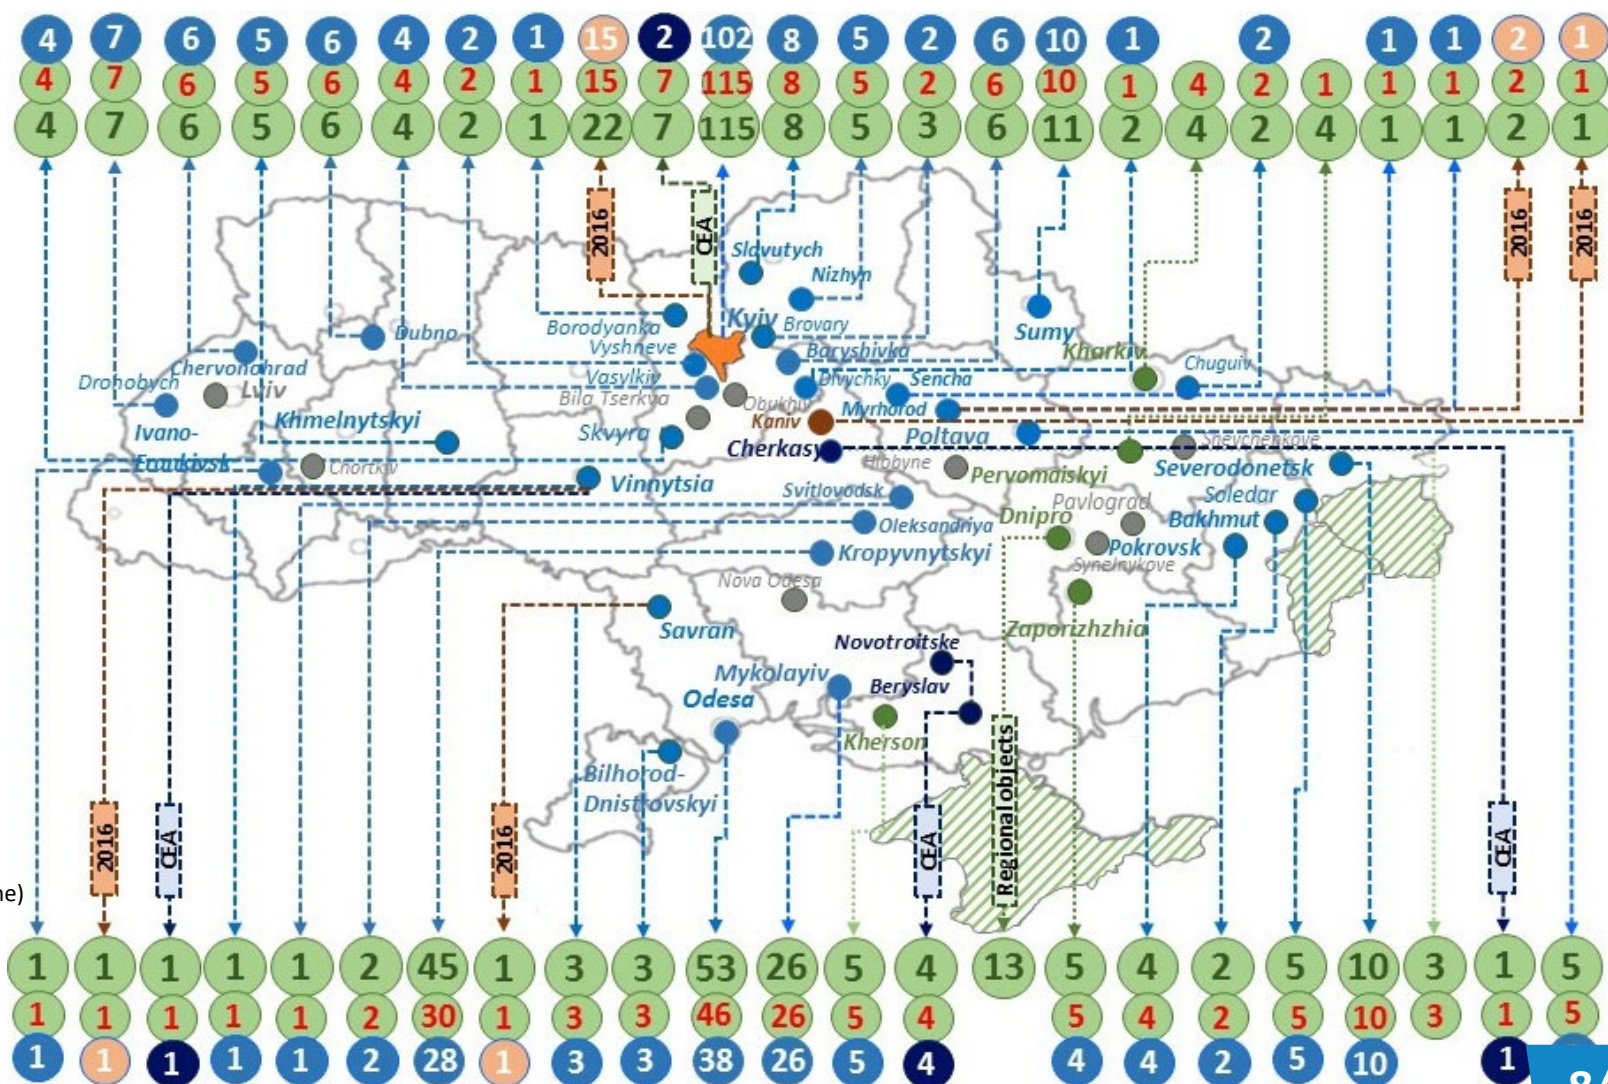 4 7 6 5 6 4 2 1 15 2 102 8 5 2 6 10 1 2 1 1 2 1
4 7 6 5 6 4 2 1 15 7 115 8 5 2 6 10 1 4 2 1 1 1 2 1
4 7 6 5 6 4 2 1 22 7 115 8 5 3 6 11 2 4 2 4 1 1 2 1
2016
CEA
2016
2016
Slavutych
Nizhyn
Kyiv
Borodyanka
Brovary
Sumy
Dubno
Vyshneve
Baryshivka
Kharkiv
Chervonohrad
Chuguiv
Drohobych
Lviv
Vasylkiv
Divychky
Sencha
Bila Tserkva
Obukhiv
Myrhorod
Khmelnytskyi
Kaniv
Ivano-
Frankivsk
Skvyra
Poltava
Shevchenkove
Cherkasy
Hlobyne
Chortkiv
Pervomaiskyi
Severodonetsk
Vinnytsia
Svitlovodsk
Soledar
Pavlograd
Oleksandriya
Dnipro
Bakhmut
Kropyvnytskyi
Pokrovsk
Synelnykove
Nova Odesa
Savran
Zaporizhzhia
Novotroitske
Mykolayiv
Beryslav
Odesa
Kherson
Bilhorod-
Dnistrovskyi
2016
CEA
2016
CEA
Regional objects
CEA
ne)
1 1 1 1 1 2 45 1 3 3 53 26 5 4 13 5 4 2 5 10 3 1 5
1 1 1 1 1 2 30 1 3 3 46 26 5 4 5 4 2 5 10 3 1 5
1 1 1 1 1 2 28 1 3 3 38 26 5 4 4 4 2 5 10 1